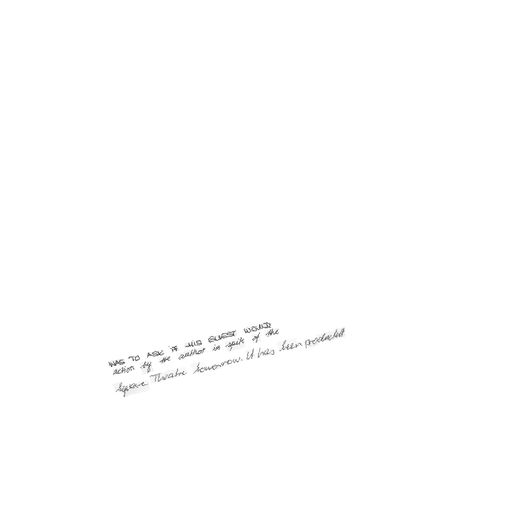 WAS TO ASK IF HIS GUEST WOULD
action by the author in spite of the
Square Theatre tomorrow. It has been produced